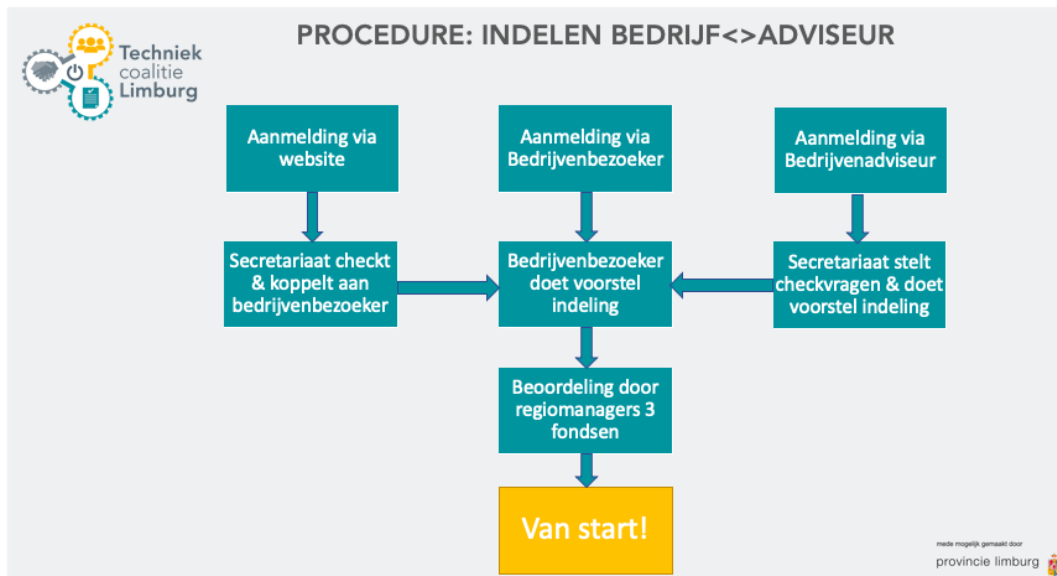 PROCEDURE: INDELEN BEDRIJF<>ADVISEUR
Techniek
coalitie
Limburg
Aanmelding via
website
Aanmelding via
Bedrijvenbezoeker
Aanmelding via
Bedrijvenadviseur
Secretariaat checkt
& koppelt aan
bedrijvenbezoeker
Bedrijvenbezoeker
doet voorstel
indeling
Secretariaat stelt
checkvragen & doet
voorstel indeling
Beoordeling door
regiomanagers 3
fondsen
Van start!
mede mogelijk gemaakt door
provincie limburg